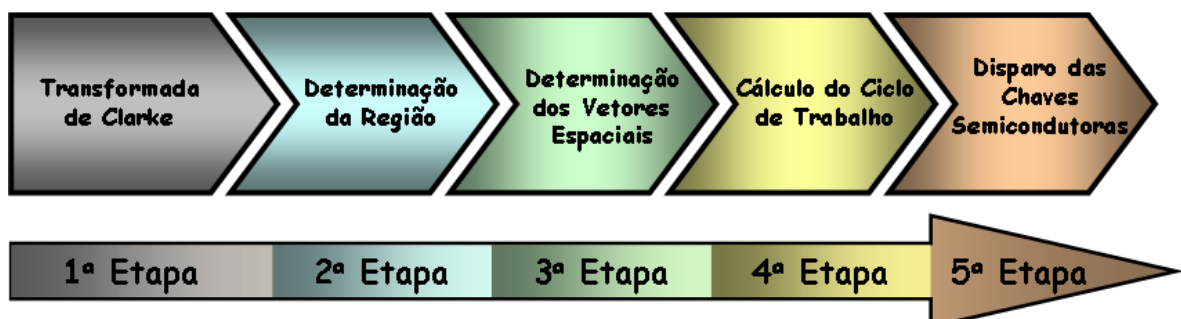 Transformada
de Clarke
Determinação
da Região
Determinação
dos Vetores
Espaciais
Cálculo do Ciclo
de Trabalho
Disparo das
Chaves
Semicondutoras
1ª Etapa
2ª Etapa
3ª Etapa
4ª Etapa
5ª Etapa